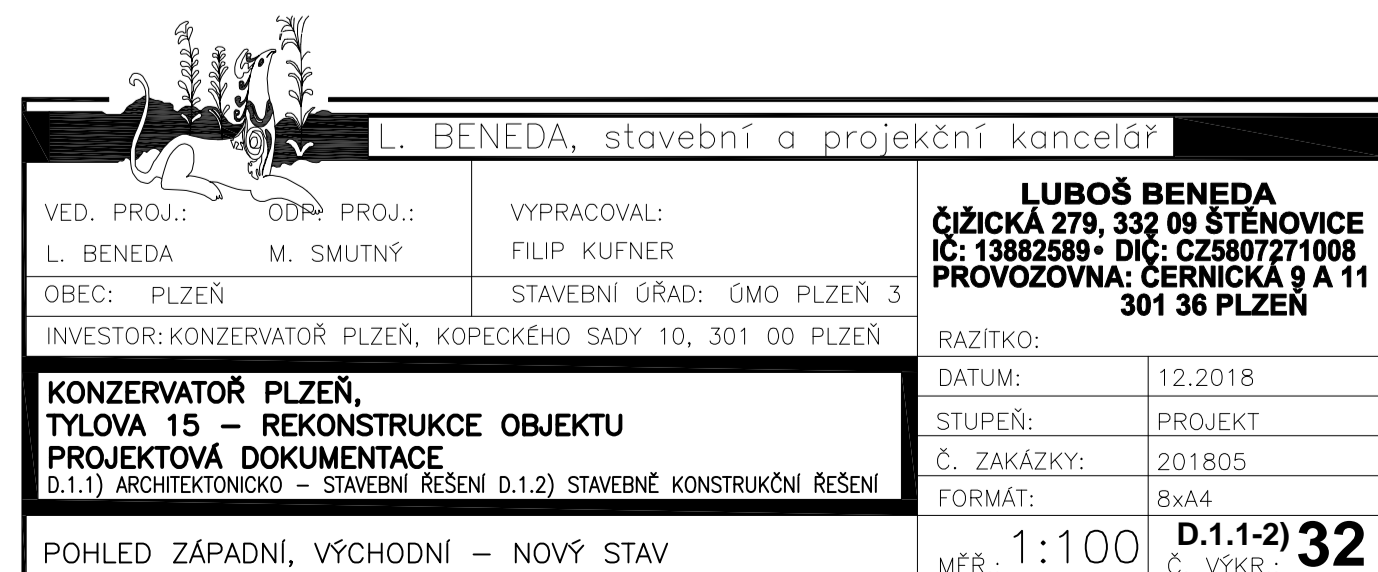 L. BENEDA, stavební a projekční kancelář
VED. PROJ.: ODP. PROJ.:
L. BENEDA M. SMUTNÝ
VYPRACOVAL:
FILIP KUFNER
OBEC: PLZEŇ
STAVEBNÍ ÚŘAD: ÚMO PLZEŇ 3
INVESTOR: KONZERVATOŘ PLZEŇ, KOPECKÉHO SADY 10, 301 00 PLZEŇ
LUBOŠ BENEDA
ČIŽICKÁ 279, 332 09 ŠTĚNOVICE
IČ: 13882589• DIČ: CZ5807271008
PROVOZOVNA: ČERNICKÁ 9 A 11
301 36 PLZEŇ
RAZÍTKO:
KONZERVATOŘ PLZEŇ,
TYLOVA 15 – REKONSTRUKCE OBJEKTU
PROJEKTOVÁ DOKUMENTACE
D.1.1) ARCHITEKTONICKO – STAVEBNÍ ŘEŠENÍ D.1.2) STAVEBNĚ KONSTRUKČNÍ ŘEŠENÍ
DATUM: 12.2018
STUPEŇ: PROJEKT
Č. ZAKÁZKY: 201805
FORMÁT: 8xA4
POHLED ZÁPADNÍ, VÝCHODNÍ – NOVÝ STAV
MĚŘ.: 1:100
D.1.1-2) 32
Č. VÝKR.: